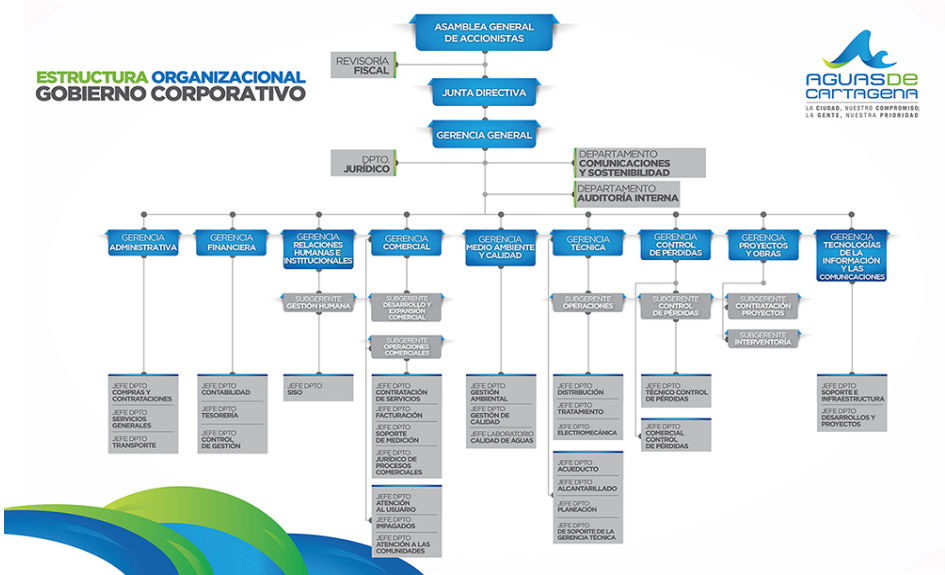 ESTRUCTURA ORGANIZACIONAL
GOBIERNO CORPORATIVO
ASAMBLEA GENERAL
DE ACCIONISTAS
REVISORÍA
FISCAL
JUNTA DIRECTIVA
GERENCIA GENERAL
DPTO.
JURÍDICO
DEPARTAMENTO
COMUNICACIONES
Y SOSTENIBILIDAD
DEPARTAMENTO
AUDITORÍA INTERNA
AGUAS DE
CARTAGENA
LA CIUDAD, NUESTRO COMPROMISO;
LA GENTE, NUESTRA PRIORIDAD
GERENCIA
ADMINISTRATIVA
GERENCIA
FINANCIERA
GERENCIA
RELACIONES
HUMANAS E
INSTITUCIONALES
GERENCIA
COMERCIAL
GERENCIA
MEDIO AMBIENTE
Y CALIDAD
GERENCIA
TÉCNICA
GERENCIA
CONTROL
DE PÉRDIDAS
GERENCIA
PROYECTOS
Y OBRAS
GERENCIA
TECNOLOGÍAS
DE LA
INFORMACIÓN
Y LAS
COMUNICACIONES
SUBGERENTE
GESTIÓN HUMANA
SUBGERENTE
DESARROLLO Y
EXPANSIÓN
COMERCIAL
SUBGERENTE
OPERACIONES
COMERCIALES
SUBGERENTE
OPERACIONES
SUBGERENTE
CONTROL
DE PÉRDIDAS
SUBGERENTE
CONTRATACIÓN
PROYECTOS
SUBGERENTE
INTERVENTORÍA
JEFE DPTO
COMPRAS Y
CONTRATACIONES
JEFE DPTO
SERVICIOS
GENERALES
JEFE DPTO
TRANSPORTE
JEFE DPTO
CONTABILIDAD
JEFE DPTO
TESORERÍA
JEFE DPTO
CONTROL
DE GESTIÓN
JEFE DPTO
SISO
JEFE DPTO
CONTRATACIÓN
DE SERVICIOS
JEFE DPTO
FACTURACIÓN
JEFE DPTO
SOPORTE
DE MEDICIÓN
JEFE DPTO
JURÍDICO DE
PROCESOS
COMERCIALES
JEFE DPTO
ATENCIÓN
AL USUARIO
JEFE DPTO
IMPAGADOS
JEFE DPTO
ATENCIÓN A LAS
COMUNIDADES
JEFE DPTO
GESTIÓN
AMBIENTAL
JEFE DPTO
GESTIÓN DE
CALIDAD
JEFE LABORATORIO
CALIDAD DE AGUAS
JEFE DPTO
DISTRIBUCIÓN
JEFE DPTO
TRATAMIENTO
JEFE DPTO
ELECTROMECÁNICA
JEFE DPTO
ACUEDUCTO
JEFE DPTO
ALCANTARILLADO
JEFE DPTO
PLANEACIÓN
JEFE DPTO
DE SOPORTE DE LA
GERENCIA TÉCNICA
JEFE DPTO
TÉCNICO CONTROL
DE PÉRDIDAS
JEFE DPTO
COMERCIAL
CONTROL
DE PÉRDIDAS
JEFE DPTO
SOPORTE E
INFRAESTRUCTURA
JEFE DPTO
DESARROLLOS Y
PROYECTOS